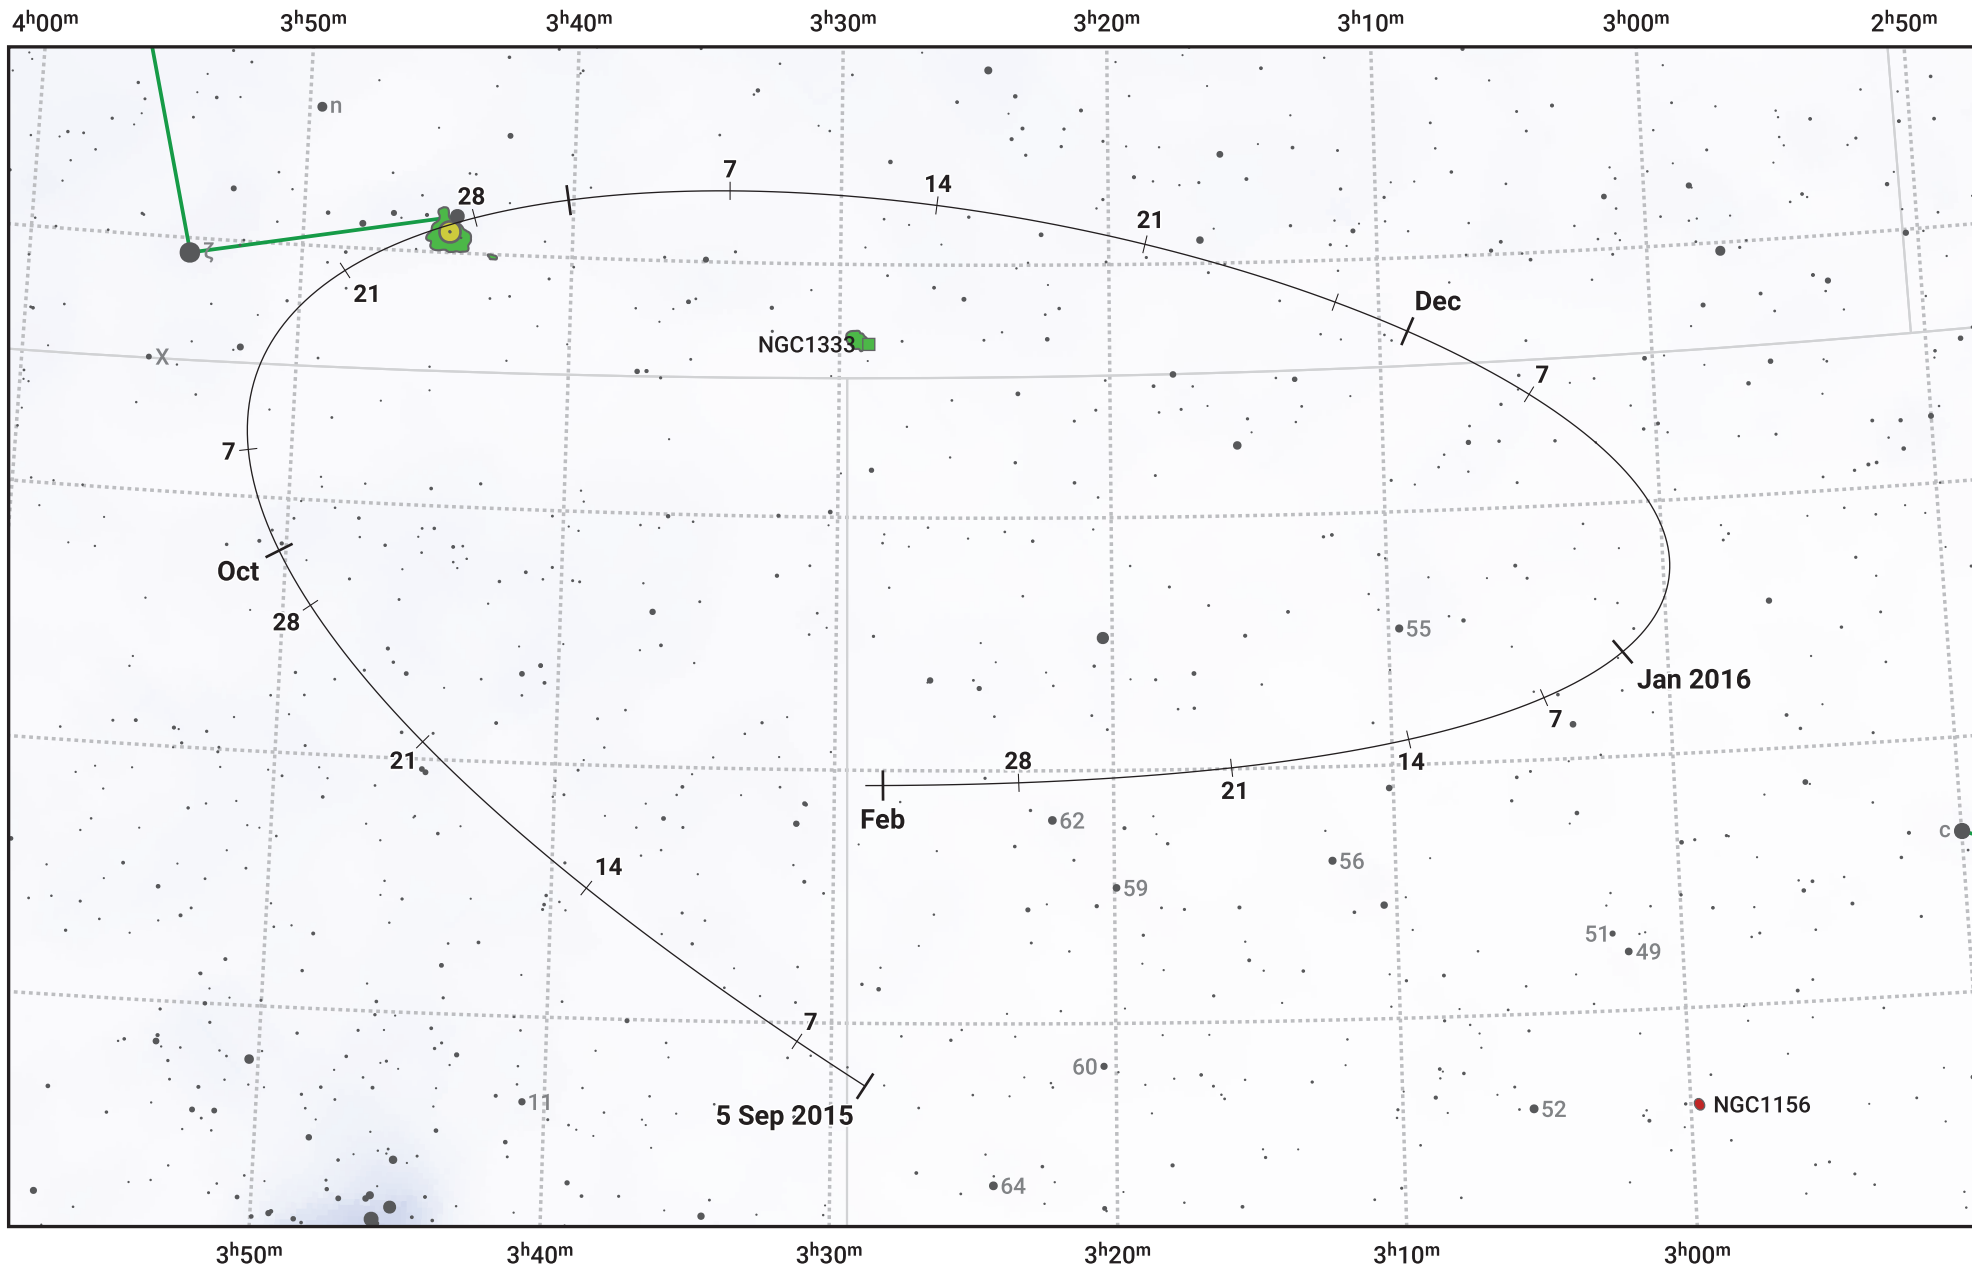 4h00m 3h50m 3h40m 3h30m 3h20m 3h10m 3h00m 2h50m
n
7
28
14
21
ζ
21
Dec
NGC1333
X
7
7
Oct
28
55
Jan 2016
7
21
28
14
21
Feb
62
c
14
56
59
51
49
7
60
11
5 Sep 2015
52
NGC1156
64
3h50m 3h40m 3h30m 3h20m 3h10m 3h00m